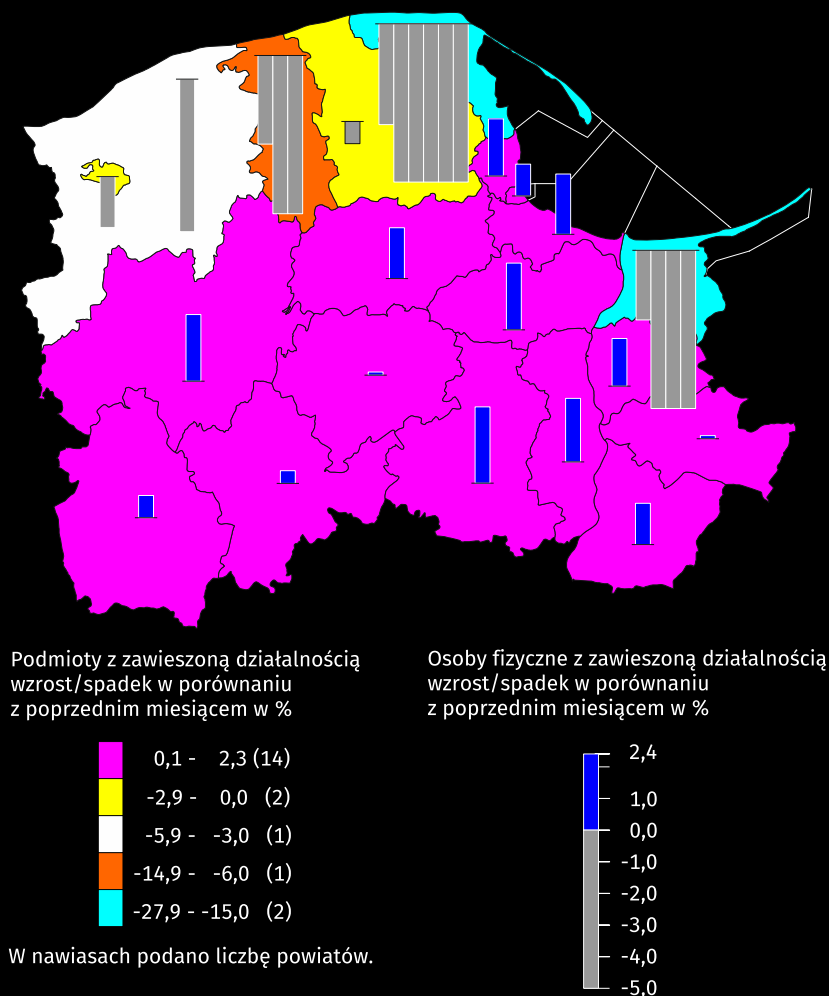 Podmioty z zawieszoną działalnością
wzrost/spadek w porównaniu
z poprzednim miesiącem w %
0,1 - 2,3 (14)
-2,9 - 0,0 (2)
-5,9 - -3,0 (1)
-14,9 - -6,0 (1)
-27,9 - -15,0 (2)
W nawiasach podano liczbę powiatów.
Osoby fizyczne z zawieszoną działalnością
wzrost/spadek w porównaniu
z poprzednim miesiącem w %
2,4
1,0
0,0
-1,0
-2,0
-3,0
-4,0
-5,0